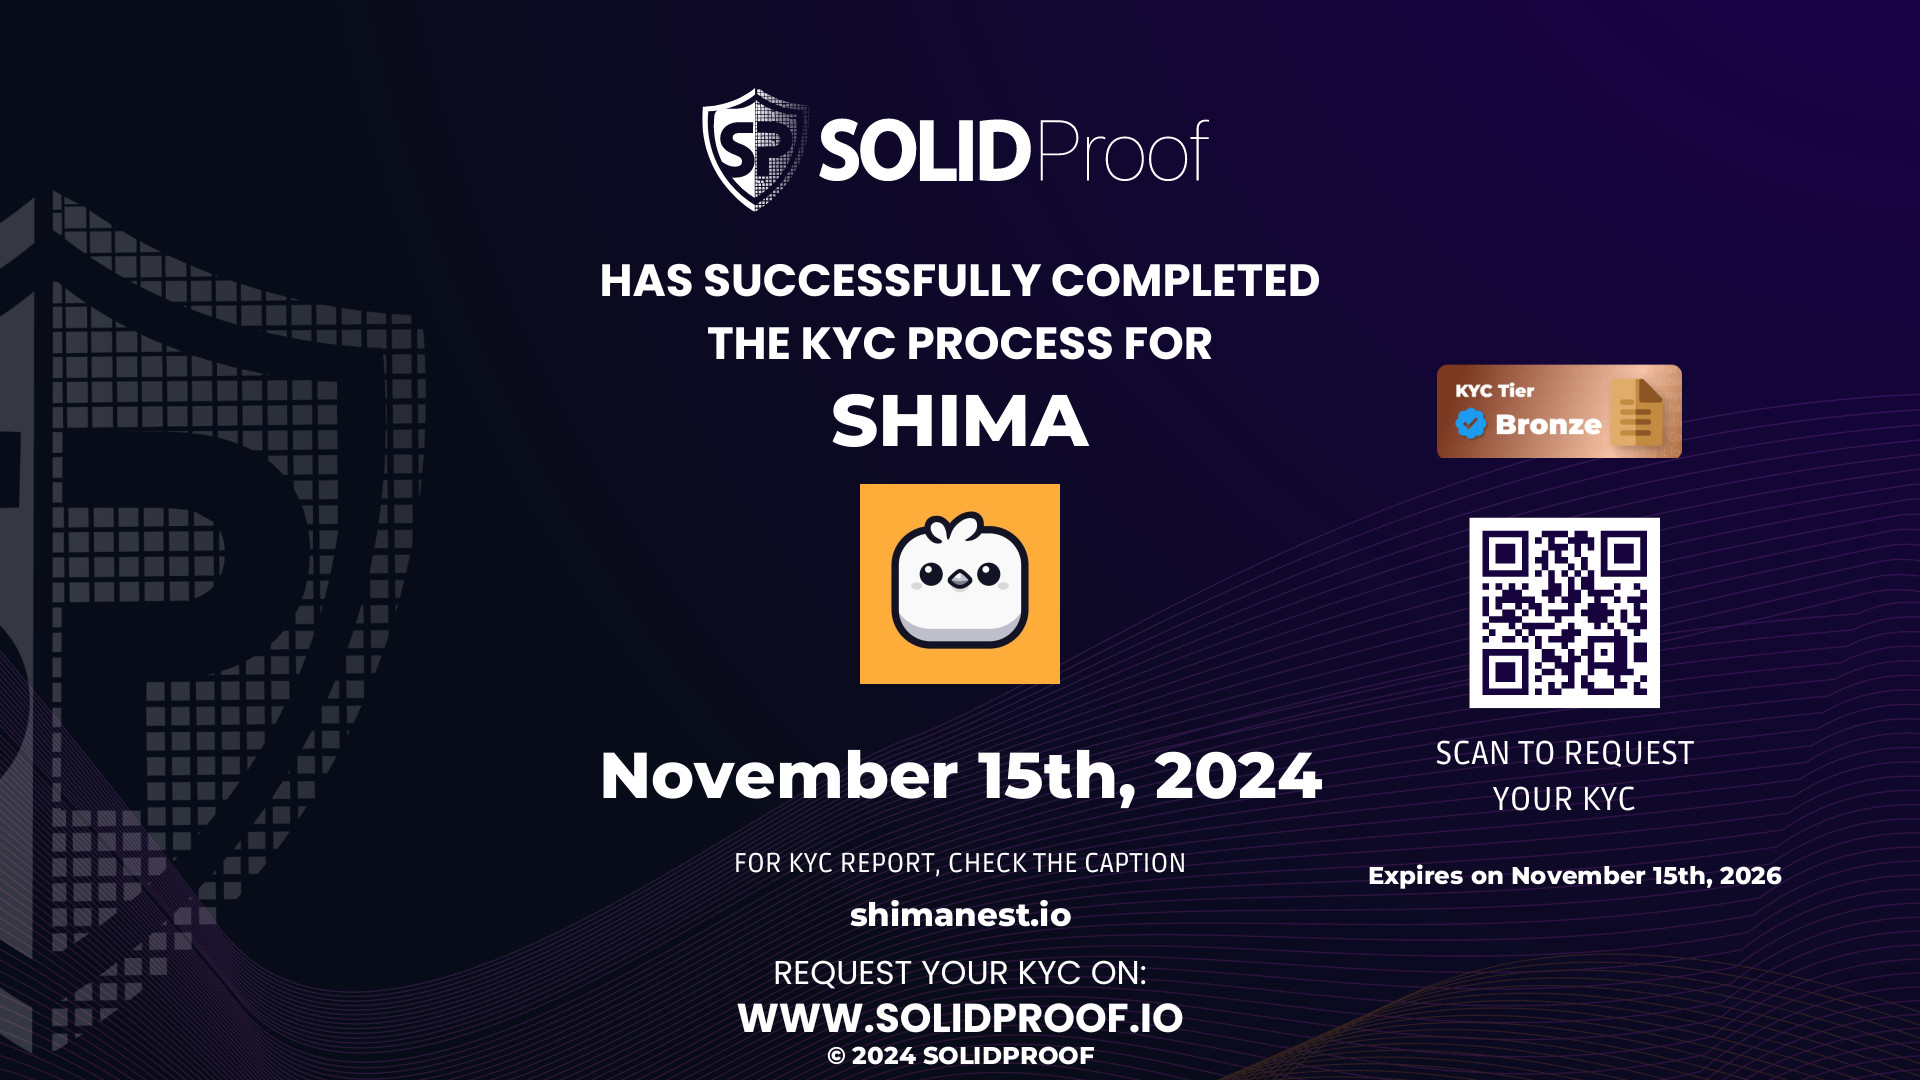 SP SOLIDProof
HAS SUCCESSFULLY COMPLETED
THE KYC PROCESS FOR
SHIMA
KYC Tier
Bronze
November 15th, 2024
SCAN TO REQUEST
YOUR KYC
FOR KYC REPORT, CHECK THE CAPTION
Expires on November 15th, 2026
shimanest.io
REQUEST YOUR KYC ON:
WWW.SOLIDPROOF.IO
© 2024 SOLIDPROOF